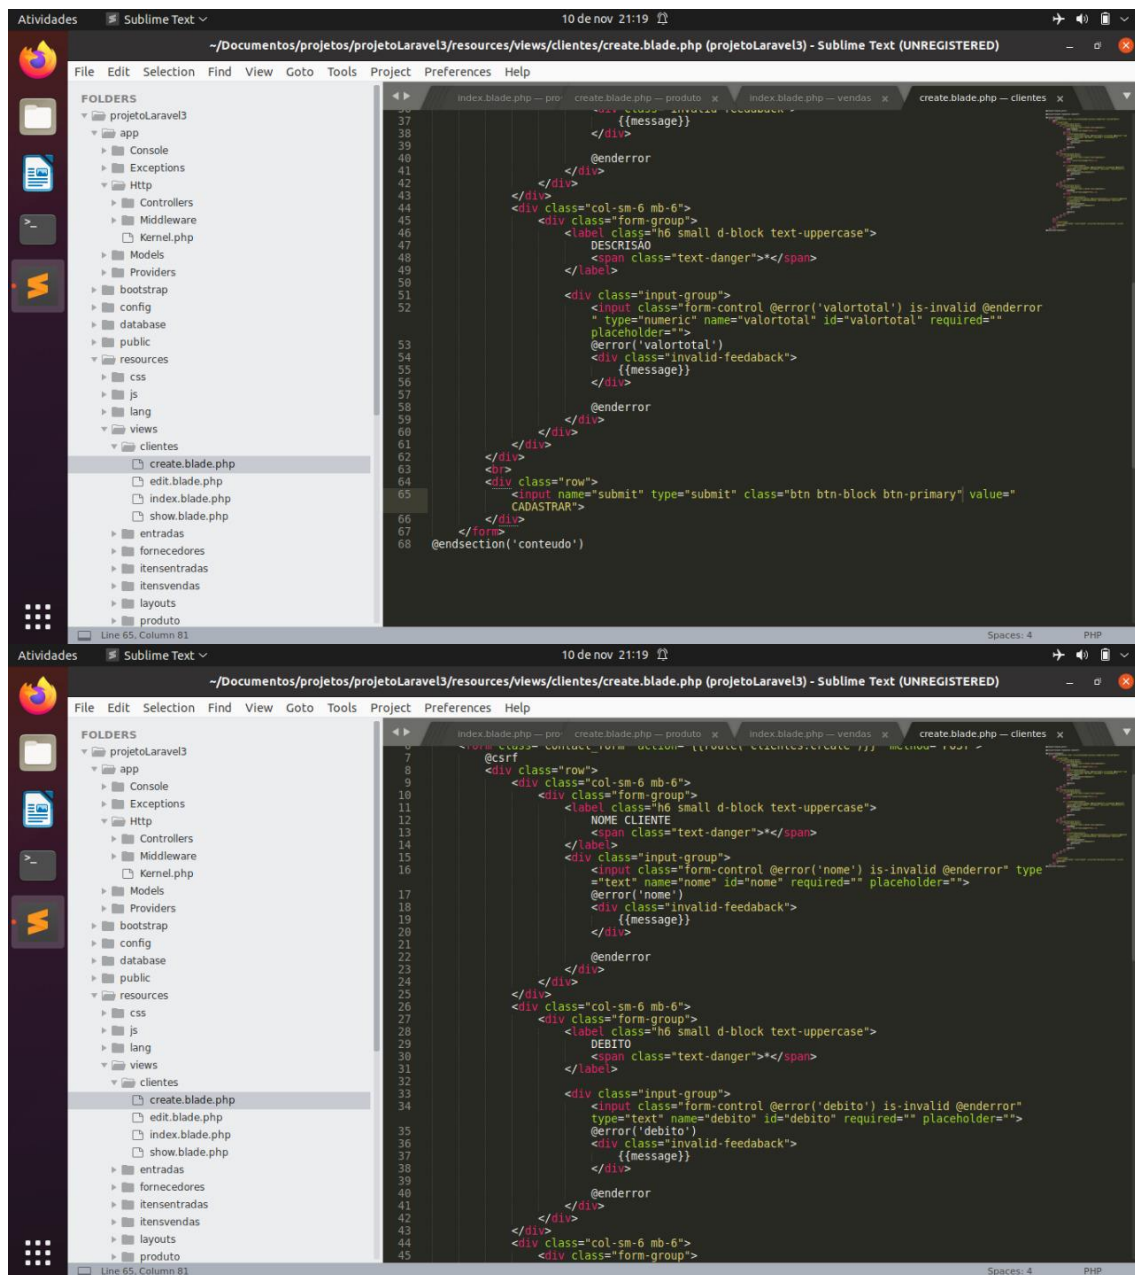 Atividades Sublime Text 10 de nov 21:19
~/Documentos/projetos/projetoLaravel3/resources/views/clientes/create.blade.php (projetoLaravel3) - Sublime Text (UNREGISTERED)
File Edit Selection Find View Goto Tools Project Preferences Help
FOLDERS
projetoLaravel3
app
Console
Exceptions
Http
Controllers
Middleware
Kernel.php
Models
Providers
bootstrap
config
database
public
resources
css
js
lang
views
clientes
create.blade.php
edit.blade.php
index.blade.php
show.blade.php
entradas
fornecedores
itensentradas
itensvendas
layouts
produto
index.blade.php — pro create.blade.php — produto x index.blade.php — vendas x create.blade.php — clientes x
36 <div class="invalid-feedaback">
37 {{message}}
38 </div>
39
40 @enderror
41 </div>
42 </div>
43 </div>
44 <div class="col-sm-6 mb-6">
45 <div class="form-group">
46 <label class="h6 small d-block text-uppercase">
47 DESCRISÃO
48 <span class="text-danger">*</span>
49 </label>
50
51 <div class="input-group">
52 <input class="form-control @error('valortotal') is-invalid @enderror
" type="numeric" name="valortotal" id="valortotal" required=""
placeholder="">
53 @error('valortotal')
54 <div class="invalid-feedaback">
55 {{message}}
56 </div>
57
58 @enderror
59 </div>
60 </div>
61 </div>
62 </div>
63 <br>
64 <div class="row">
65 <input name="submit" type="submit" class="btn btn-block btn-primary" value="
CADASTRAR">
66 </div>
67 </form>
68 @endsection('conteudo')
Line 65, Column 81 Spaces: 4 PHP
Atividades Sublime Text 10 de nov 21:19
~/Documentos/projetos/projetoLaravel3/resources/views/clientes/create.blade.php (projetoLaravel3) - Sublime Text (UNREGISTERED)
File Edit Selection Find View Goto Tools Project Preferences Help
FOLDERS
projetoLaravel3
app
Console
Exceptions
Http
Controllers
Middleware
Kernel.php
Models
Providers
bootstrap
config
database
public
resources
css
js
lang
views
clientes
create.blade.php
edit.blade.php
index.blade.php
show.blade.php
entradas
fornecedores
itensentradas
itensvendas
layouts
produto
index.blade.php — pro create.blade.php — produto x index.blade.php — vendas x create.blade.php — clientes x
6 <form class="contact_form" action="{{route('clientes.create')}}" method="POST">
7 @csrf
8 <div class="row">
9 <div class="col-sm-6 mb-6">
10 <div class="form-group">
11 <label class="h6 small d-block text-uppercase">
12 NOME CLIENTE
13 <span class="text-danger">*</span>
14 </label>
15 <div class="input-group">
16 <input class="form-control @error('nome') is-invalid @enderror" type
="text" name="nome" id="nome" required="" placeholder="">
17 @error('nome')
18 <div class="invalid-feedaback">
19 {{message}}
20 </div>
21
22 @enderror
23 </div>
24 </div>
25 </div>
26 <div class="col-sm-6 mb-6">
27 <div class="form-group">
28 <label class="h6 small d-block text-uppercase">
29 DEBITO
30 <span class="text-danger">*</span>
31 </label>
32
33 <div class="input-group">
34 <input class="form-control @error('debito') is-invalid @enderror"
type="text" name="debito" id="debito" required="" placeholder="">
35 @error('debito')
36 <div class="invalid-feedaback">
37 {{message}}
38 </div>
39
40 @enderror
41 </div>
42 </div>
43 </div>
44 <div class="col-sm-6 mb-6">
45 <div class="form-group">
Line 65, Column 81 Spaces: 4 PHP